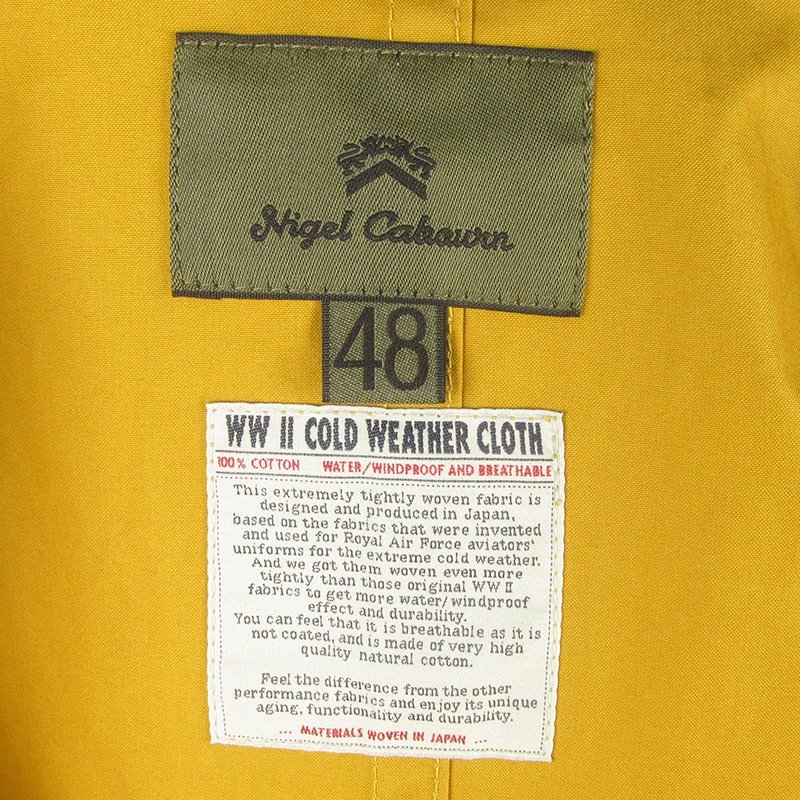 Nigel Cabourn
48
WW II COLD WEATHER CLOTH
100% COTTON WATER/WINDPROOF AND BREATHABLE
This extremely tightly woven fabric is
designed and produced in Japan,
based on the fabrics that were invented
and used for Royal Air Force aviators'
uniforms for the extreme cold weather.
And we got them woven even more
tightly than those original WW II
fabrics to get more water/windproof
effect and durability.
You can feel that it is breathable as it is
not coated, and is made of very high
quality natural cotton.
Feel the difference from the other
performance fabrics and enjoy its unique
aging, functionality and durability.
... MATERIALS WOVEN IN JAPAN ...